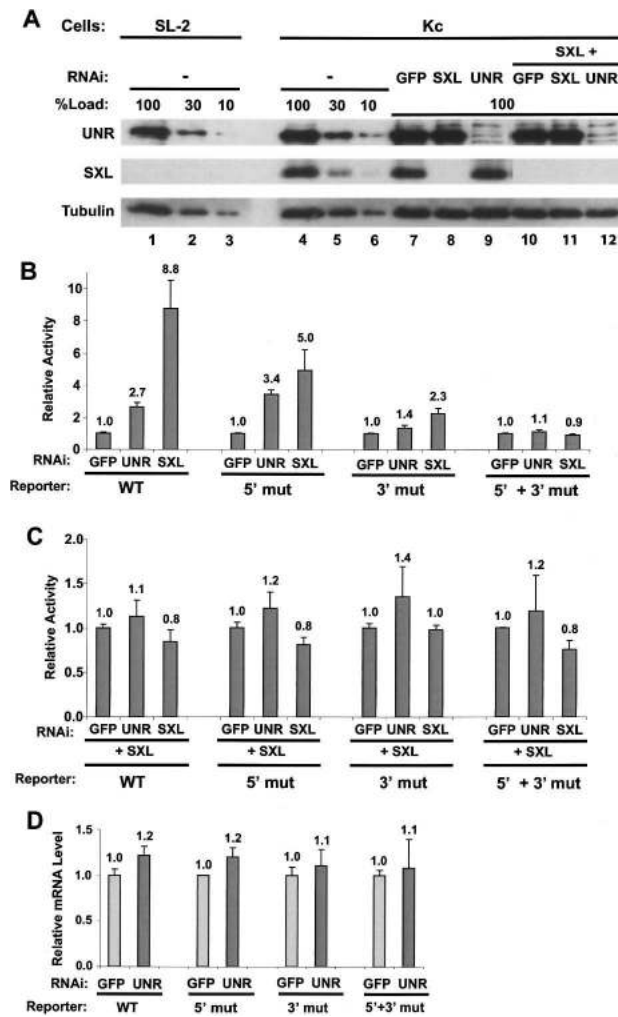 A
Cells: SL-2 Kc
SXL +
RNAi: - - GFP SXL UNR GFP SXL UNR
%Load: 100 30 10 100 30 10 100
UNR
SXL
Tubulin
1 2 3 4 5 6 7 8 9 10 11 12
B
Relative Activity
10
8
6
4
2
0
1.0 2.7 8.8 1.0 3.4 5.0 1.0 1.4 2.3 1.0 1.1 0.9
RNAi: GFP UNR SXL GFP UNR SXL GFP UNR SXL GFP UNR SXL
Reporter: WT 5' mut 3' mut 5' + 3' mut
C
Relative Activity
2.0
1.5
1.0
0.5
0.0
1.0 1.1 0.8 1.0 1.2 0.8 1.0 1.4 1.0 1.0 1.2 0.8
RNAi: GFP UNR SXL GFP UNR SXL GFP UNR SXL GFP UNR SXL
+ SXL + SXL + SXL + SXL
Reporter: WT 5' mut 3' mut 5' + 3' mut
D
Relative mRNA Level
1.5
1.0
0.5
0.0
1.0 1.2 1.0 1.2 1.0 1.1 1.0 1.1
RNAi: GFP UNR GFP UNR GFP UNR GFP UNR
Reporter: WT 5' mut 3' mut 5'+3' mut